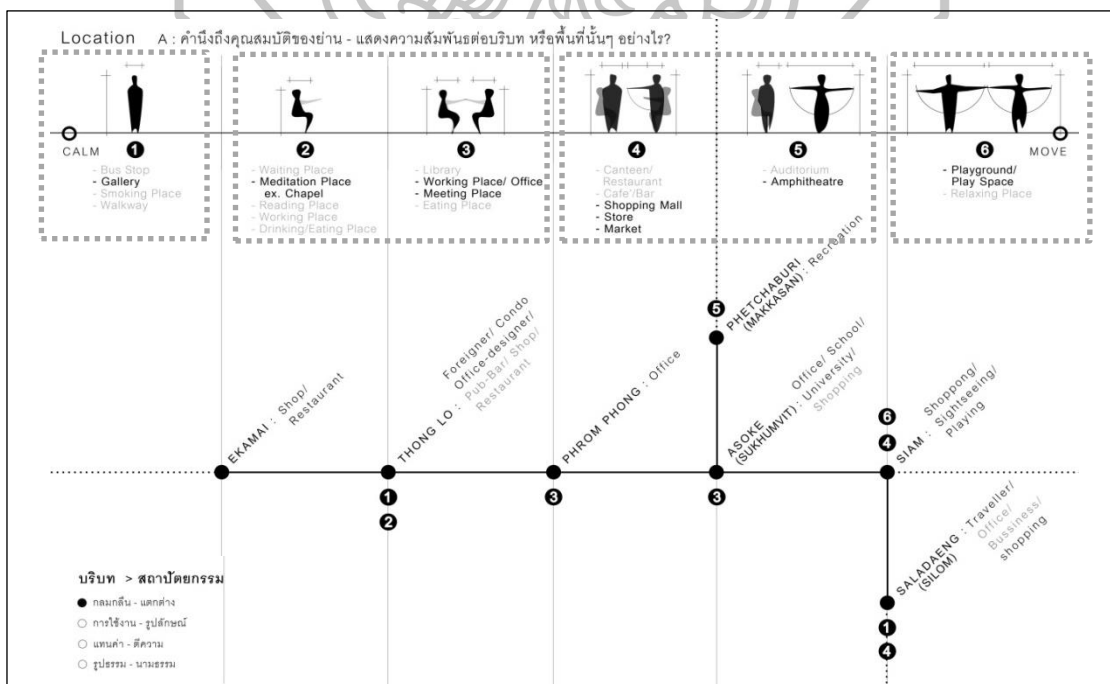 Location A : คำนึงถึงคุณสมบัติของย่าน - แสดงความสัมพันธ์ต่อบริบท หรือพื้นที่นั้นๆ อย่างไร?
CALM
1
- Bus Stop
- Gallery
- Smoking Place
- Walkway
2
- Waiting Place
- Meditation Place
ex. Chapel
- Reading Place
- Working Place
- Drinking/Eating Place
3
- Library
- Working Place/ Office
- Meeting Place
- Eating Place
4
- Canteen/
Restaurant
- Cafe'/Bar
- Shopping Mall
- Store
- Market
5
- Auditorium
- Amphitheatre
6
MOVE
- Playground/
Play Space
- Relaxing Place
EKAMAI : Shop/
Restaurant
THONG LO : Foreigner/ Condo
Office-designer/
Pub-Bar/ Shop/
Restaurant
1
2
PHROM PHONG : Office
3
5
PHETCHABURI
(MAKKASAN) : Recreation
ASOKE
(SUKHUMVIT) : Office/ School/
University/
Shopping
3
6
4
SIAM : Shoppong/
Sightseeing/
Playing
SALADAENG : Traveller/
(SILOM) Office/
Bussiness/
shopping
1
4
บริบท > สถาปัตยกรรม
กลมกลืน - แตกต่าง
การใช้งาน - รูปลักษณ์
แทนค่า - ตีความ
รูปธรรม - นามธรรม